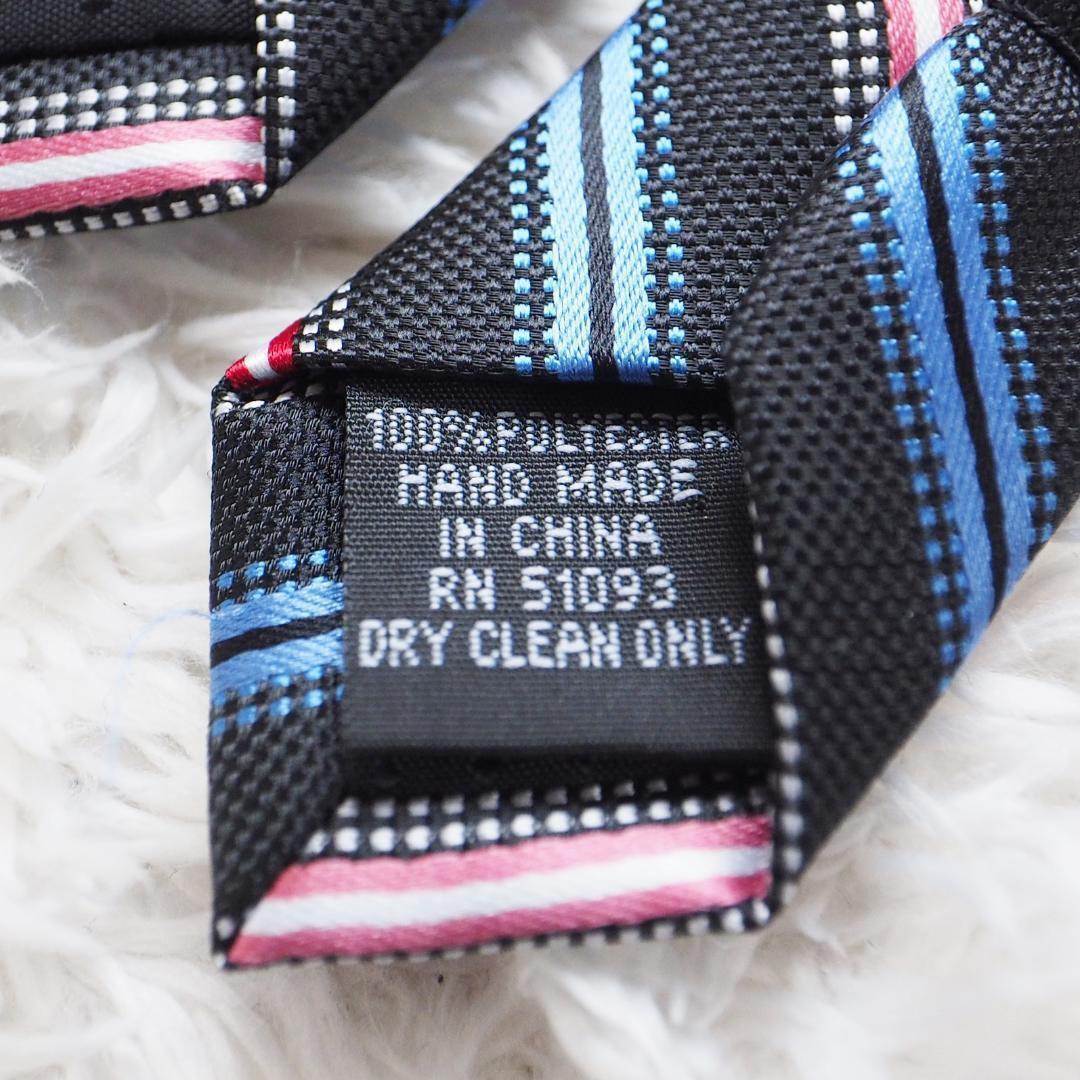 100% POLYESTER
HAND MADE
IN CHINA
RN 51093
DRY CLEAN ONLY